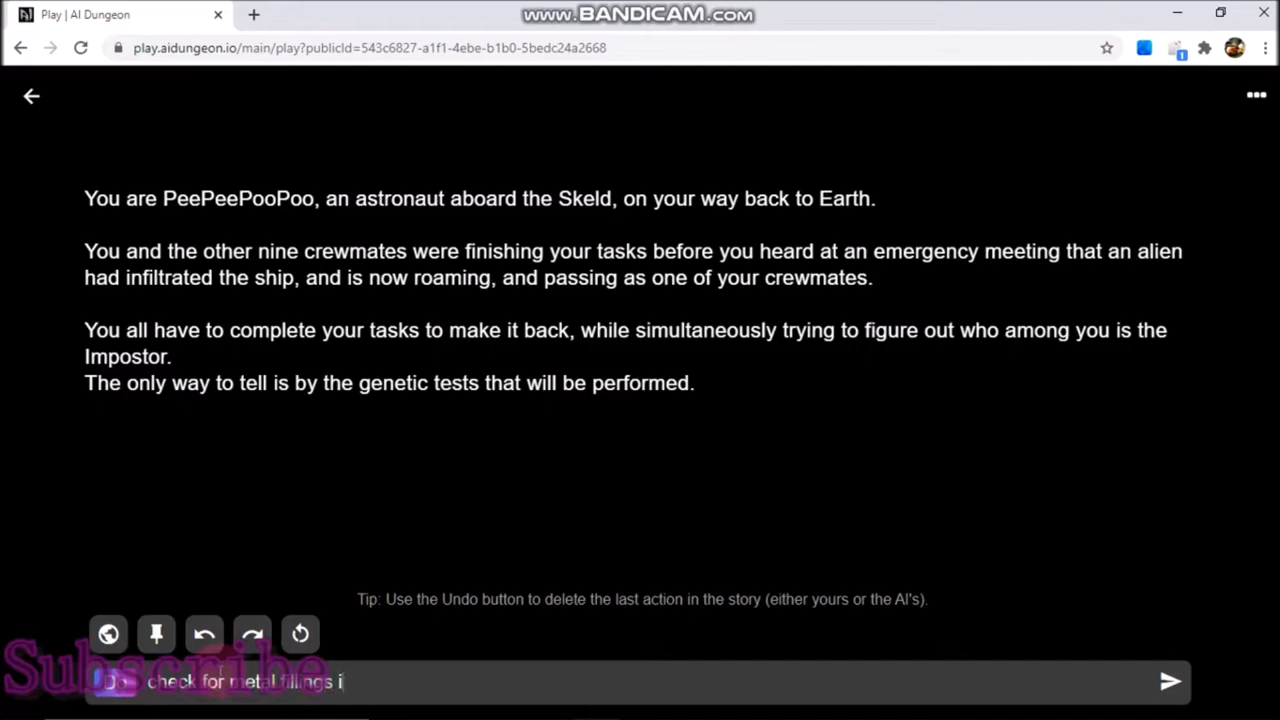 Play | AI Dungeon
www.BANDICAM.com
play.aidungeon.io/main/play?publicId=543c6827-a1f1-4ebe-b1b0-5bedc24a2668
1
You are PeePeePooPoo, an astronaut aboard the Skeld, on your way back to Earth.
You and the other nine crewmates were finishing your tasks before you heard at an emergency meeting that an alien
had infiltrated the ship, and is now roaming, and passing as one of your crewmates.
You all have to complete your tasks to make it back, while simultaneously trying to figure out who among you is the
Impostor.
The only way to tell is by the genetic tests that will be performed.
Tip: Use the Undo button to delete the last action in the story (either yours or the AI's).
Subscribe
Do check for metal fillings i